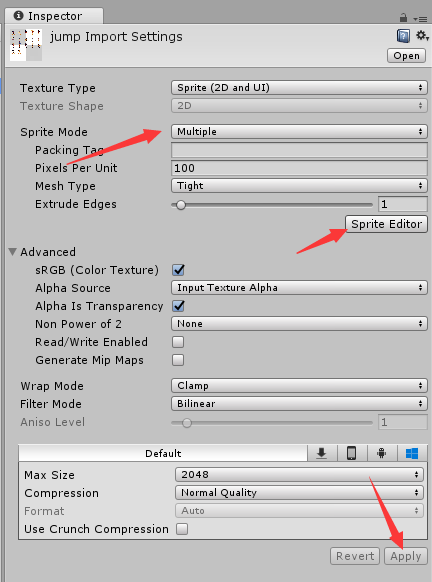 Inspector
jump Import Settings
Open
Texture Type Sprite (2D and UI)
Texture Shape 2D
Sprite Mode Multiple
Packing Tag
Pixels Per Unit 100
Mesh Type Tight
Extrude Edges 1
Sprite Editor
Advanced
sRGB (Color Texture)
Alpha Source Input Texture Alpha
Alpha Is Transparency
Non Power of 2 None
Read/Write Enabled
Generate Mip Maps
Wrap Mode Clamp
Filter Mode Bilinear
Aniso Level 1
Default
Max Size 2048
Compression Normal Quality
Format Auto
Use Crunch Compression
Revert Apply